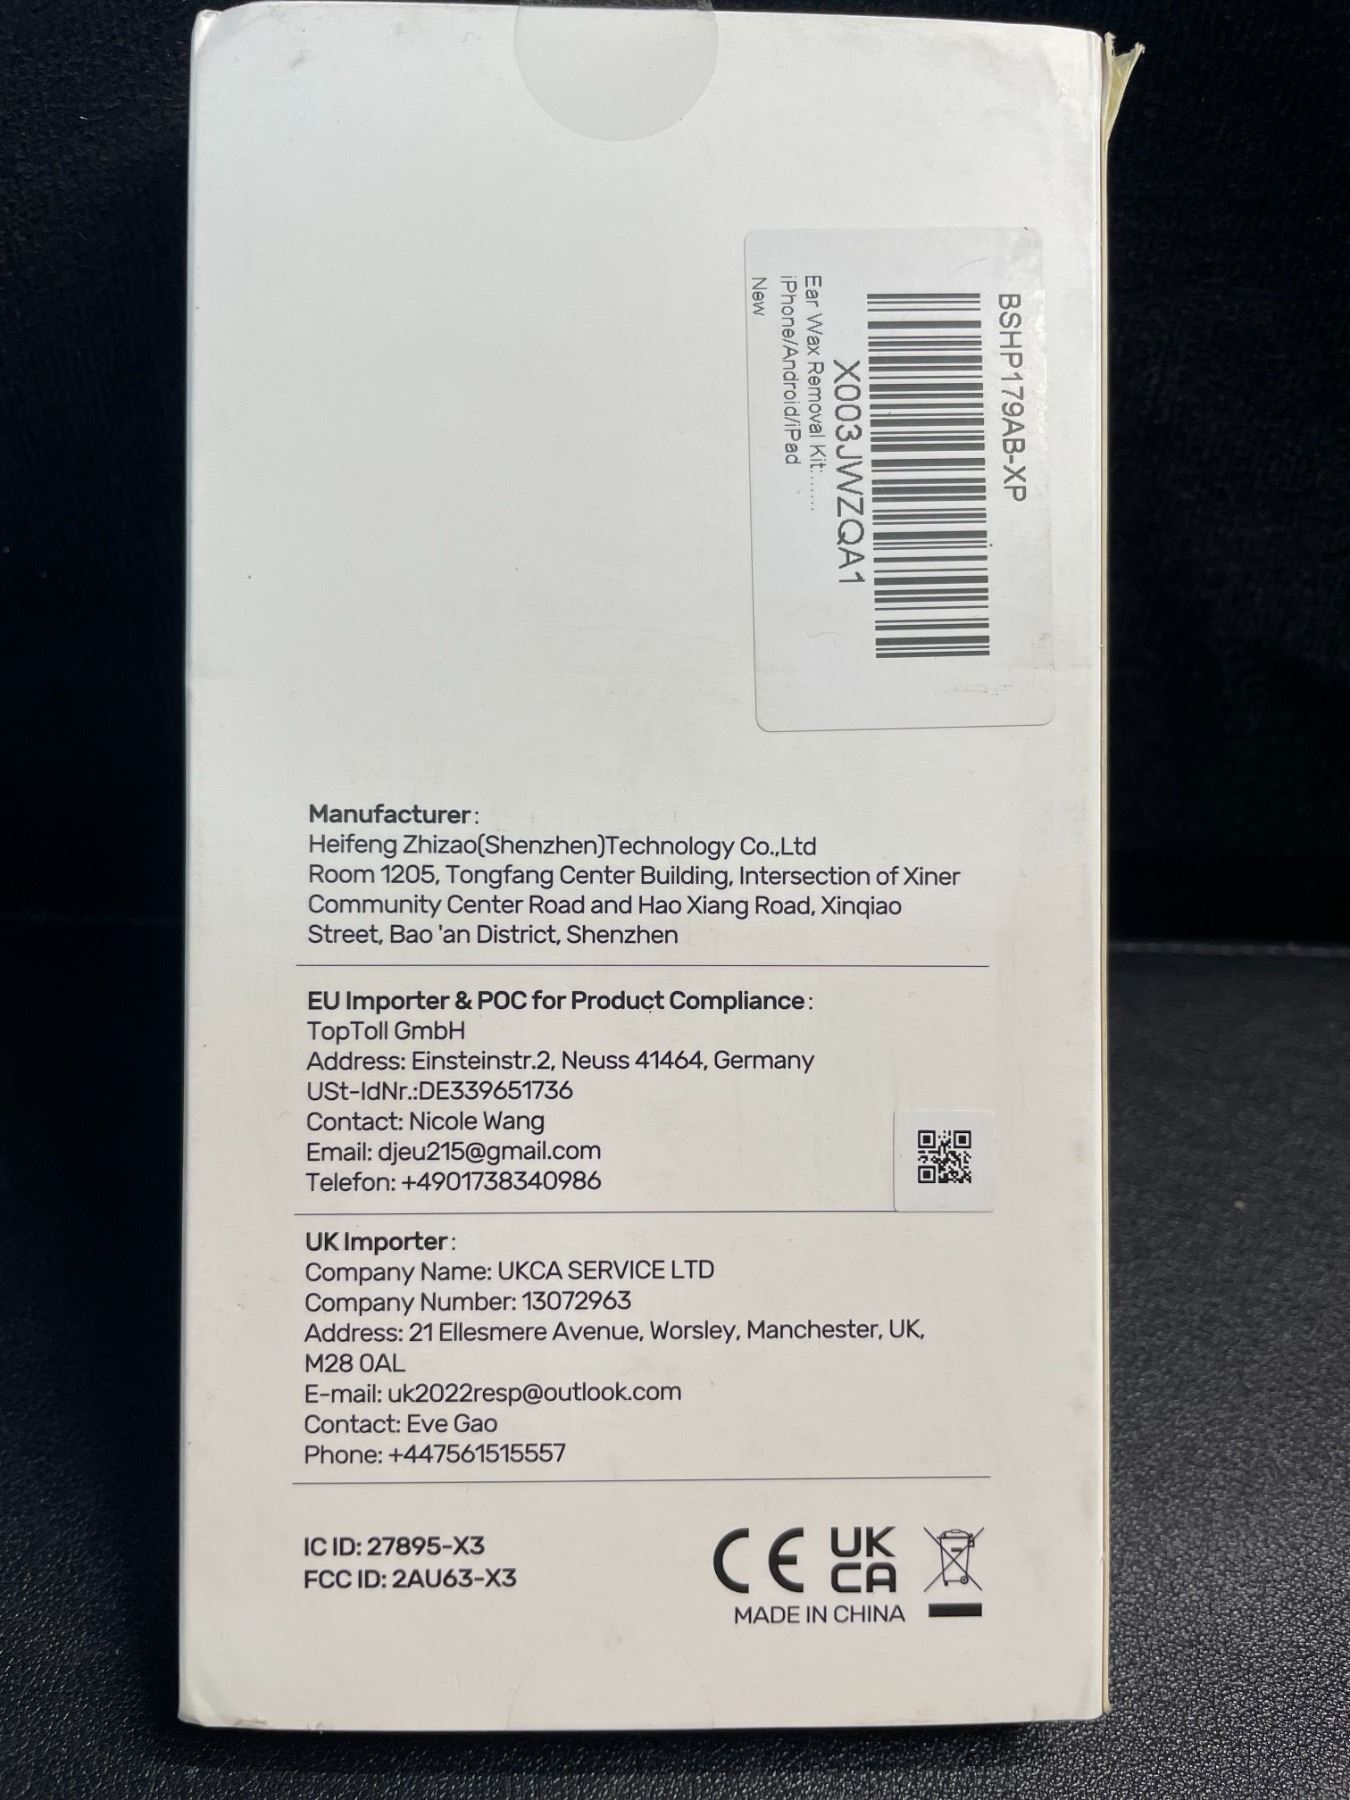 BSHP179AB-XP
X003JWZQA1
Ear Wax Removal Kit:.......
iPhone/Android/iPad
New
Manufacturer:
Heifeng Zhizao(Shenzhen)Technology Co.,Ltd
Room 1205, Tongfang Center Building, Intersection of Xiner
Community Center Road and Hao Xiang Road, Xinqiao
Street, Bao 'an District, Shenzhen
EU Importer & POC for Product Compliance:
TopToll GmbH
Address: Einsteinstr.2, Neuss 41464, Germany
USt-IdNr.:DE339651736
Contact: Nicole Wang
Email: djeu215@gmail.com
Telefon: +4901738340986
UK Importer:
Company Name: UKCA SERVICE LTD
Company Number: 13072963
Address: 21 Ellesmere Avenue, Worsley, Manchester, UK,
M28 0AL
E-mail: uk2022resp@outlook.com
Contact: Eve Gao
Phone: +447561515557
IC ID: 27895-X3
FCC ID: 2AU63-X3
CE UK
CA
MADE IN CHINA